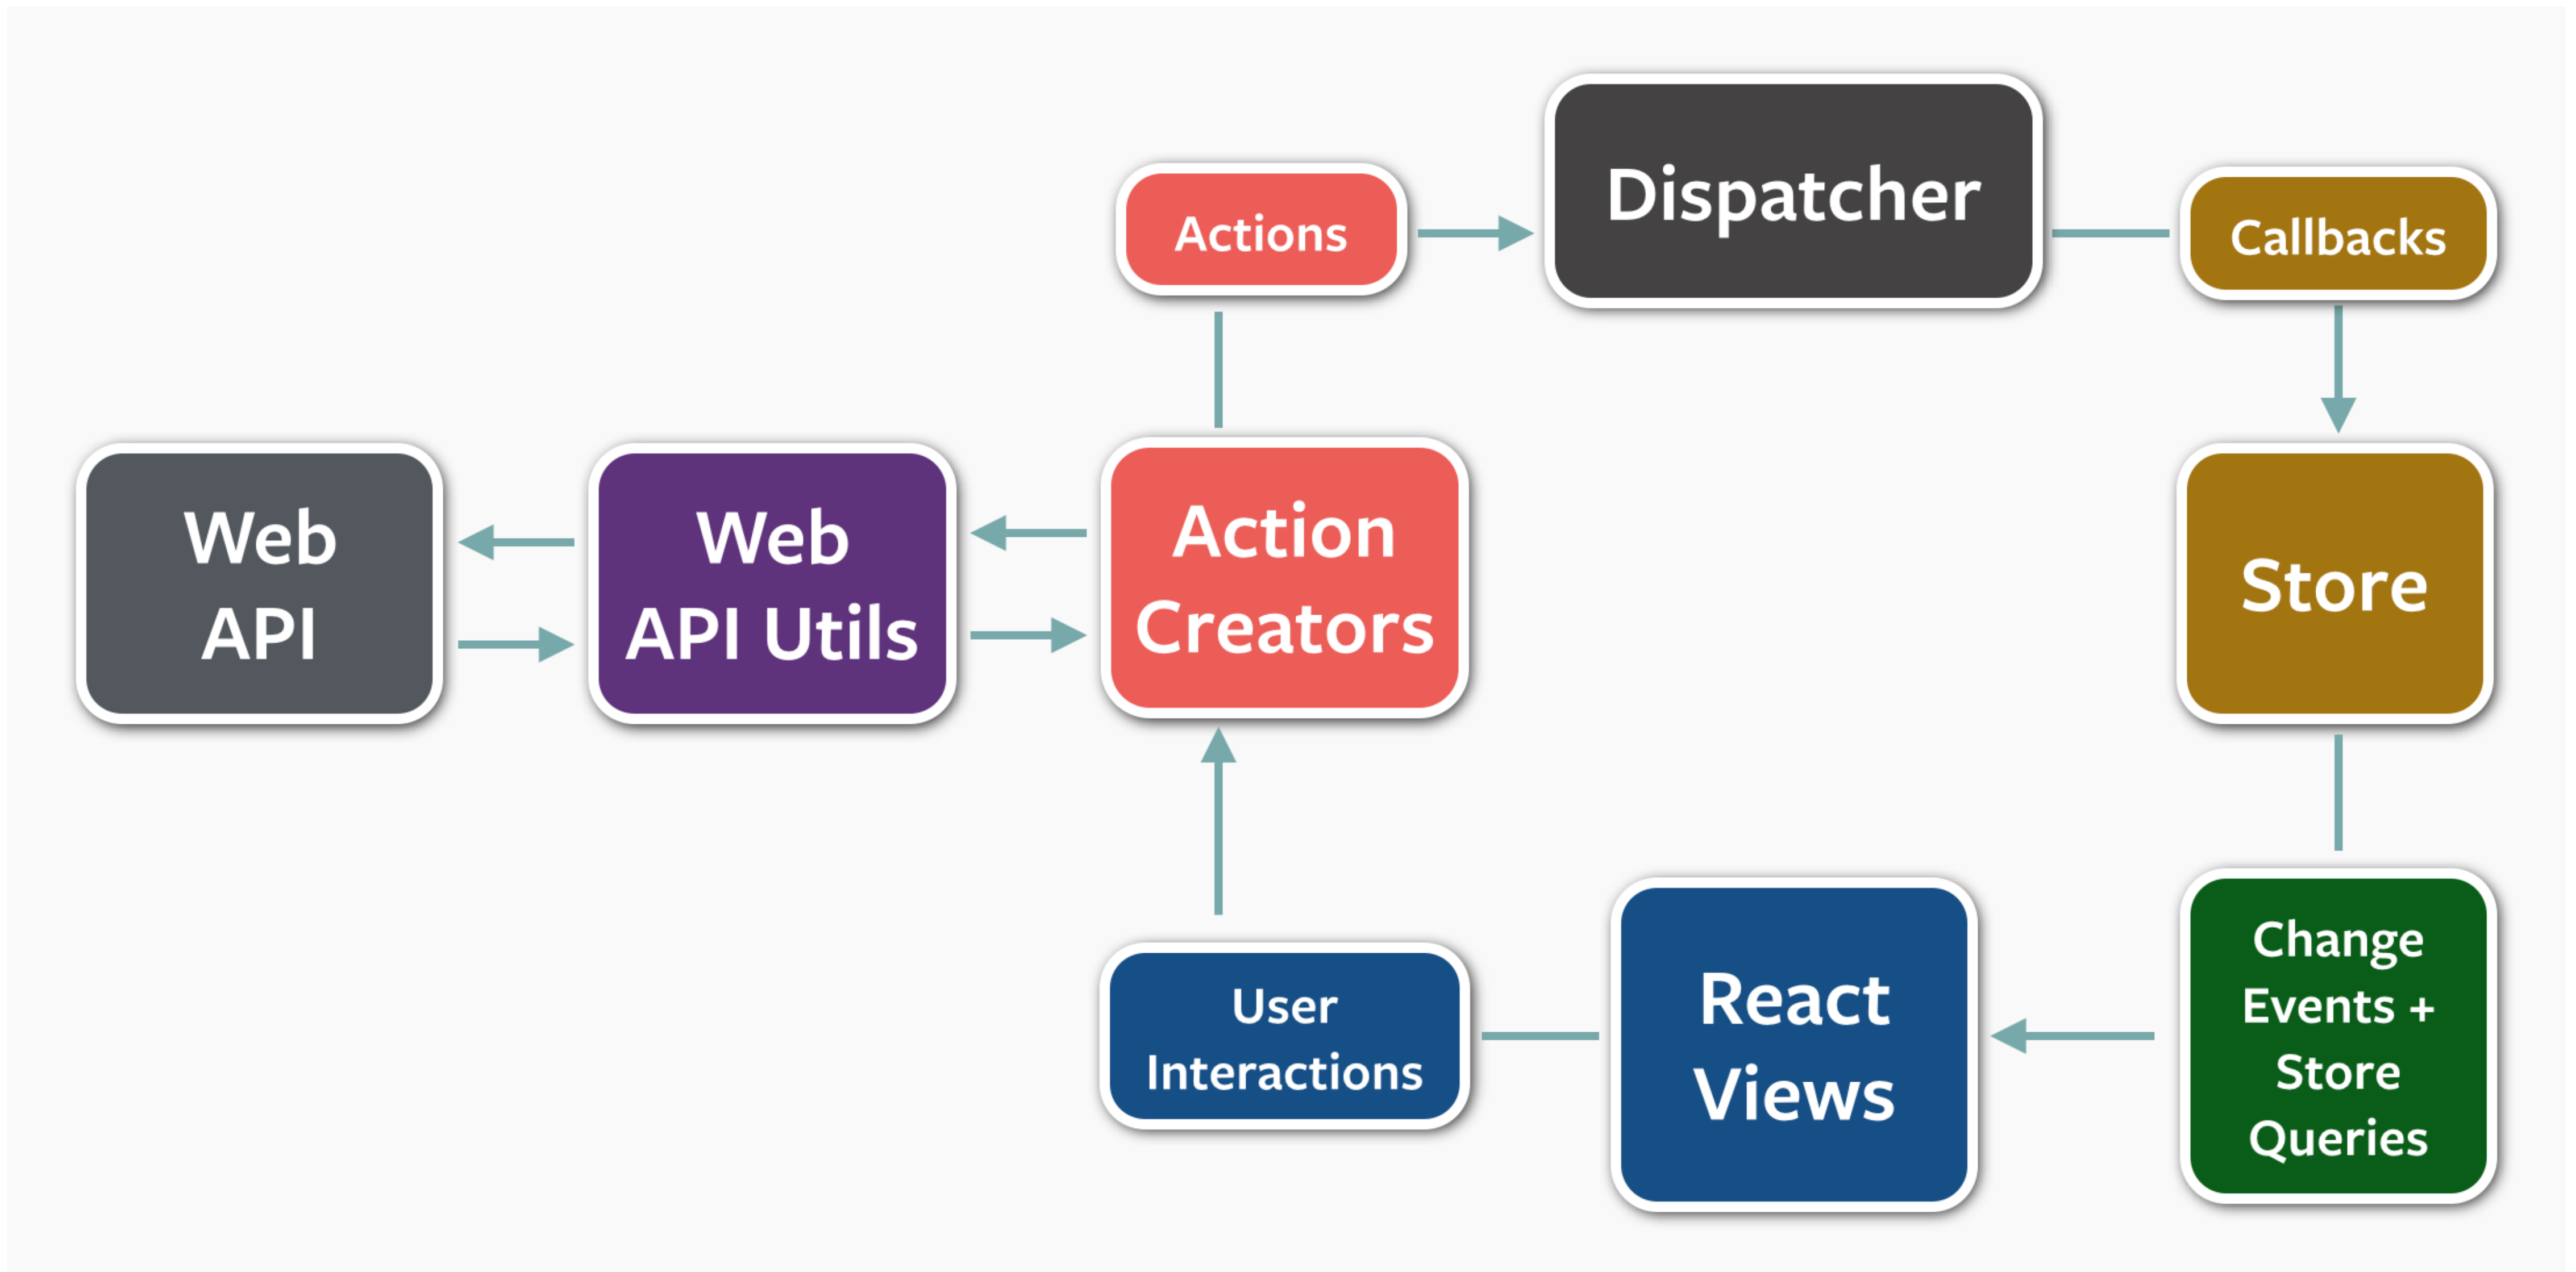 Actions
Dispatcher
Callbacks
Web
API
Web
API Utils
Action
Creators
Store
User
Interactions
React
Views
Change
Events +
Store
Queries